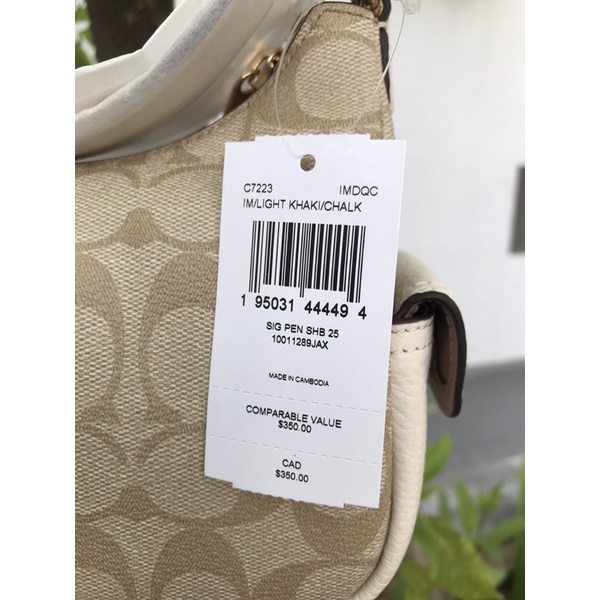 C7223 IMDQC
IM/LIGHT KHAKI/CHALK
1 95031 44449 4
SIG PEN SHB 25
10011289JAX
MADE IN CAMBODIA
COMPARABLE VALUE
$350.00
CAD
$350.00